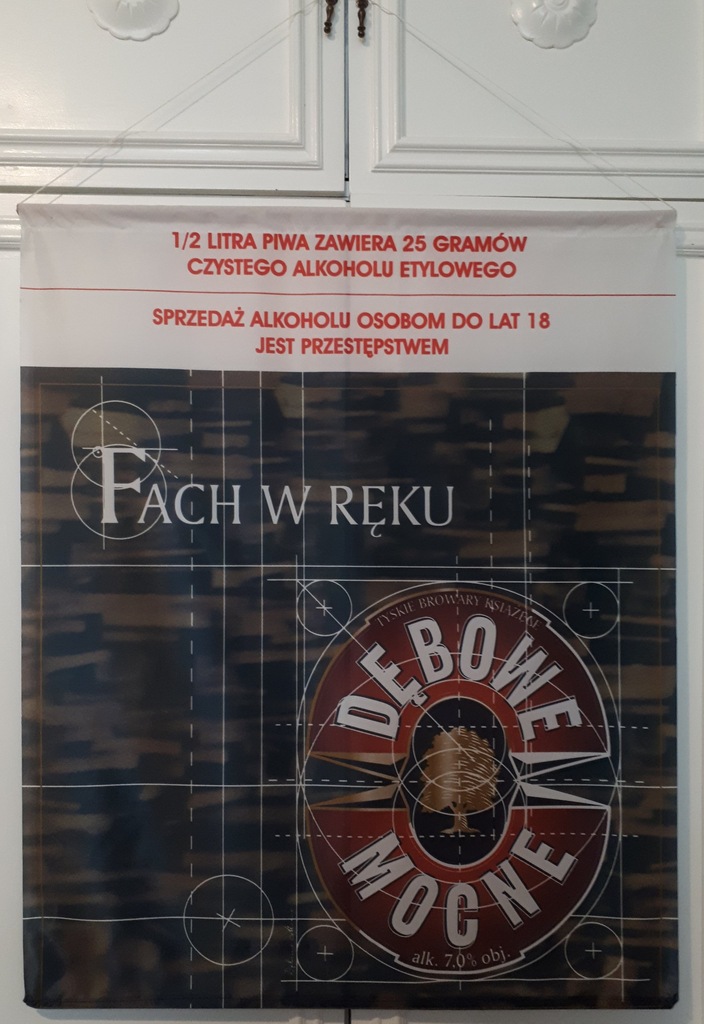 1/2 LITRA PIWA ZAWIERA 25 GRAMÓW
CZYSTEGO ALKOHOLU ETYLOWEGO
SPRZEDAŻ ALKOHOLU OSOBOM DO LAT 18
JEST PRZESTĘPSTWEM
FACH W RĘKU
TYSKIE BROWARY KSIĄŻĘCE
DĘBOWE
MOCNE
alk. 7,0% obj.